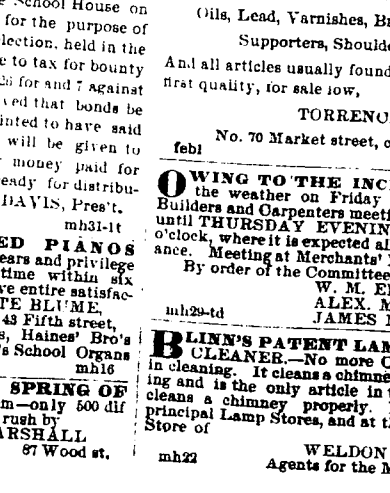 School House on
for the purpose of
lection, held in the
e to tax for bounty
26 for and 7 against
ved that bonds be
inted to have said
will be given to
money paid for
eady for distribu-
DAVIS, Pres't.
mh31-1t
ED PIANOS
ears and privilege
time within six
ve entire satisfac-
TE BLUME,
43 Fifth street,
s, Haines' Bro's
's School Organs
mh16
SPRING OF
m—only 500 dif
rush by
ARSHALL
87 Wood st.
Oils, Lead, Varnishes, B
Supporters, Shoulde
And all articles usually found
first quality, for sale low,
TORRENO
No. 70 Market street, c
feb1
OWING TO THE INC
the weather on Friday
Builders and Carpenters meeti
until THURSDAY EVENIN
o'clock, where it is expected al
ance. Meeting at Merchants'
By order of the Committee
W. M. E
ALEX. M
JAMES
mh29-td
BLINN'S PATENT LAM
CLEANER.—No more C
in cleaning. It cleans a chimne
ing and is the only article in
cleans a chimney properly.
principal Lamp Stores, and at t
Store of
WELDON
Agents for the M
mh22